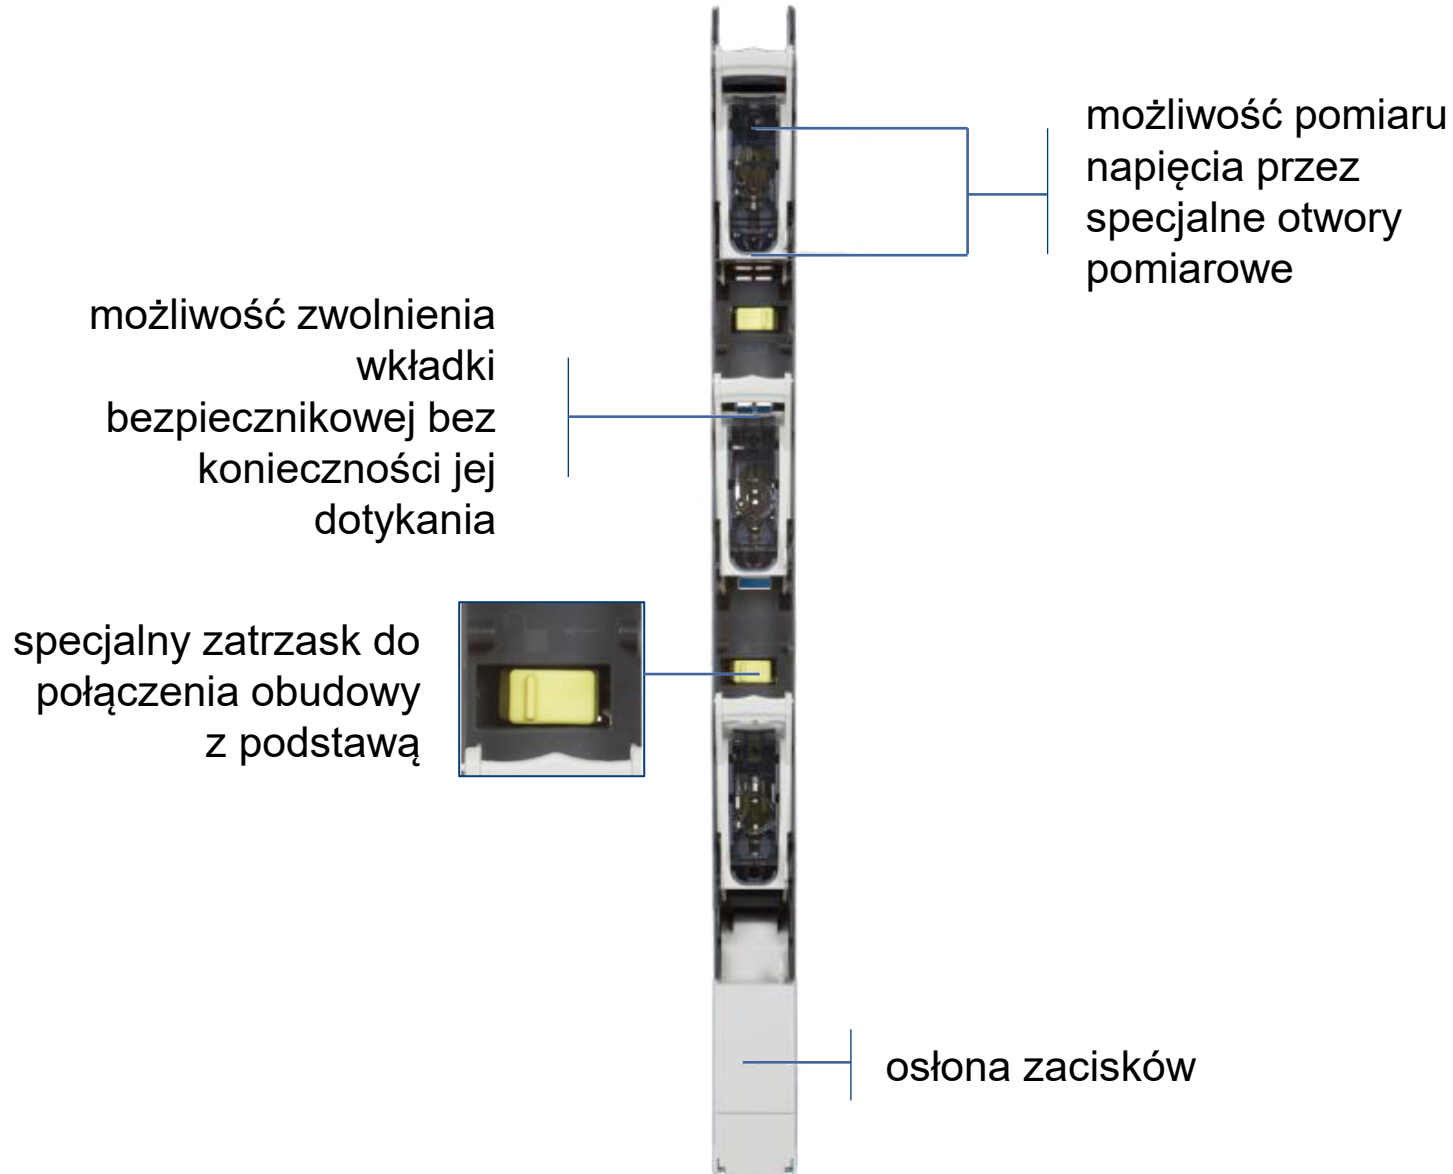 możliwość pomiaru
napięcia przez
specjalne otwory
pomiarowe
możliwość zwolnienia
wkładki
bezpiecznikowej bez
konieczności jej
dotykania
specjalny zatrzask do
połączenia obudowy
z podstawą
osłona zacisków